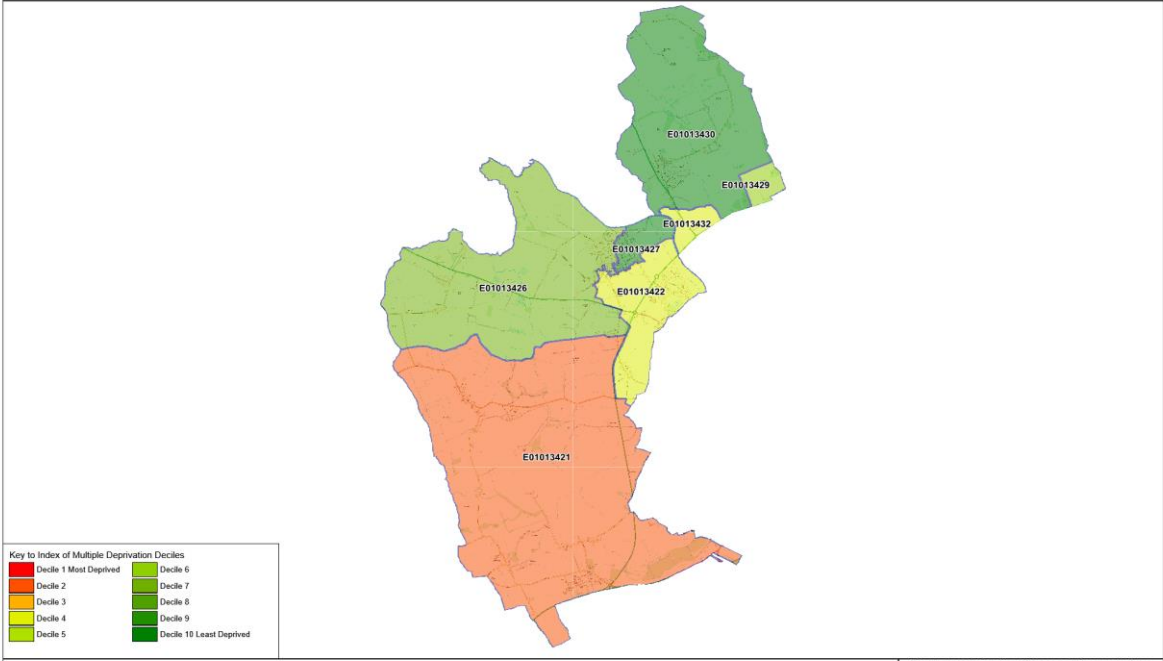 E01013430
E01013429
E01013432
E01013427
E01013426
E01013422
E01013421
Key to Index of Multiple Deprivation Deciles
Decile 1 Most Deprived
Decile 2
Decile 3
Decile 4
Decile 5
Decile 6
Decile 7
Decile 8
Decile 9
Decile 10 Least Deprived